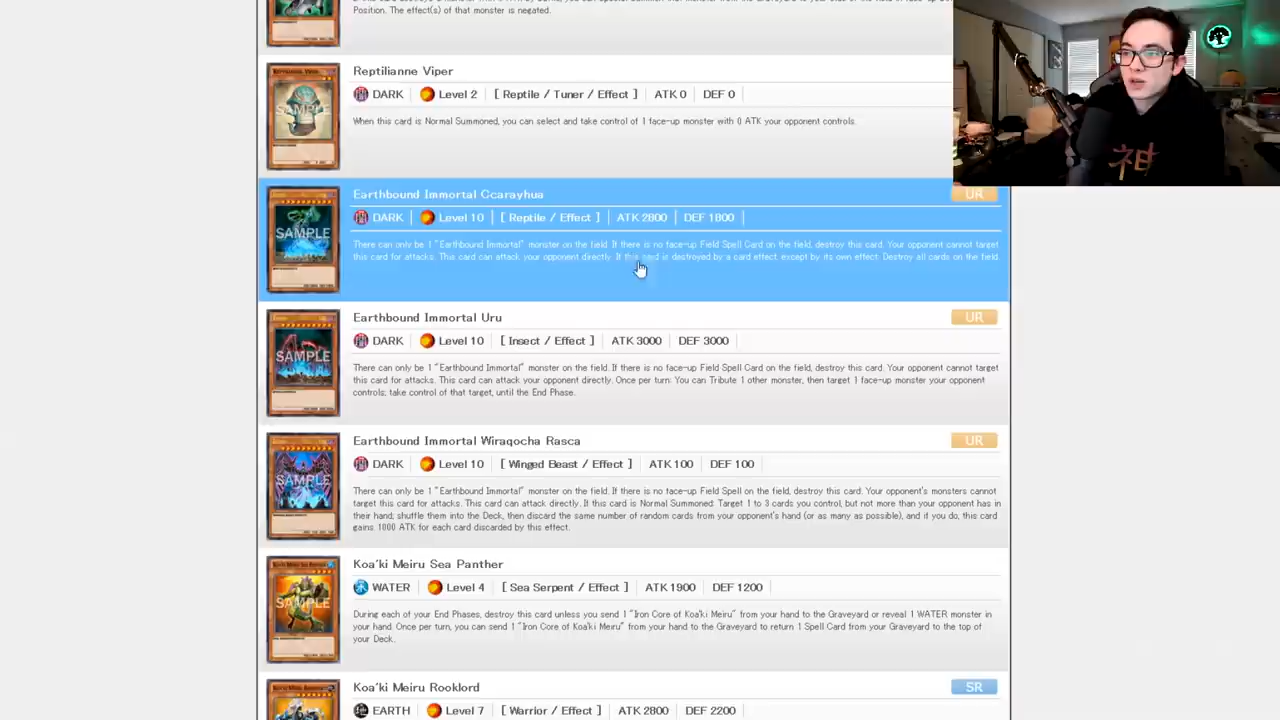 Position. The effect(s) of that monster is negated.
Reptilianne Viper
DARK Level 2 [ Reptile / Tuner / Effect ] ATK 0 DEF 0
When this card is Normal Summoned, you can select and take control of 1 face-up monster with 0 ATK your opponent controls.
SAMPLE
Earthbound Immortal Ccarayhua UR
DARK Level 10 [ Reptile / Effect ] ATK 2800 DEF 1800
There can only be 1 "Earthbound Immortal" monster on the field. If there is no face-up Field Spell Card on the field, destroy this card. Your opponent cannot target
this card for attacks. This card can attack your opponent directly. If this card is destroyed by a card effect, except by its own effect: Destroy all cards on the field.
SAMPLE
Earthbound Immortal Uru UR
DARK Level 10 [ Insect / Effect ] ATK 3000 DEF 3000
There can only be 1 "Earthbound Immortal" monster on the field. If there is no face-up Field Spell Card on the field, destroy this card. Your opponent cannot target
this card for attacks. This card can attack your opponent directly. Once per turn: You can Tribute 1 other monster, then target 1 face-up monster your opponent
controls; take control of that target, until the End Phase.
SAMPLE
Earthbound Immortal Wiraqocha Rasca UR
DARK Level 10 [ Winged Beast / Effect ] ATK 100 DEF 100
There can only be 1 "Earthbound Immortal" monster on the field. If there is no face-up Field Spell on the field, destroy this card. Your opponent's monsters cannot
target this card for attacks. This card can attack directly. If this card is Normal Summoned: Target 1 to 3 cards you control, but not more than your opponent has in
their hand; shuffle them into the Deck, then discard the same number of random cards from your opponent's hand (or as many as possible), and if you do, this card
gains 1000 ATK for each card discarded by this effect.
SAMPLE
Koa'ki Meiru Sea Panther
WATER Level 4 [ Sea Serpent / Effect ] ATK 1900 DEF 1200
During each of your End Phases, destroy this card unless you send 1 "Iron Core of Koa'ki Meiru" from your hand to the Graveyard or reveal 1 WATER monster in
your hand. Once per turn, you can send 1 "Iron Core of Koa'ki Meiru" from your hand to the Graveyard to return 1 Spell Card from your Graveyard to the top of
your Deck.
SAMPLE
Koa'ki Meiru Rooklord SR
EARTH Level 7 [ Warrior / Effect ] ATK 2800 DEF 2200
神